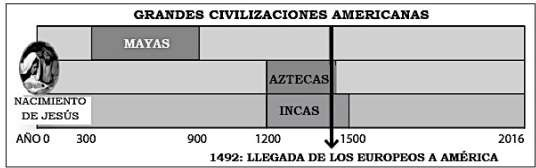 GRANDES CIVILIZACIONES AMERICANAS
MAYAS
AZTECAS
INCAS
NACIMIENTO
DE JESÚS
AÑO 0 300 900 1200 1500 2016
1492: LLEGADA DE LOS EUROPEOS A AMÉRICA